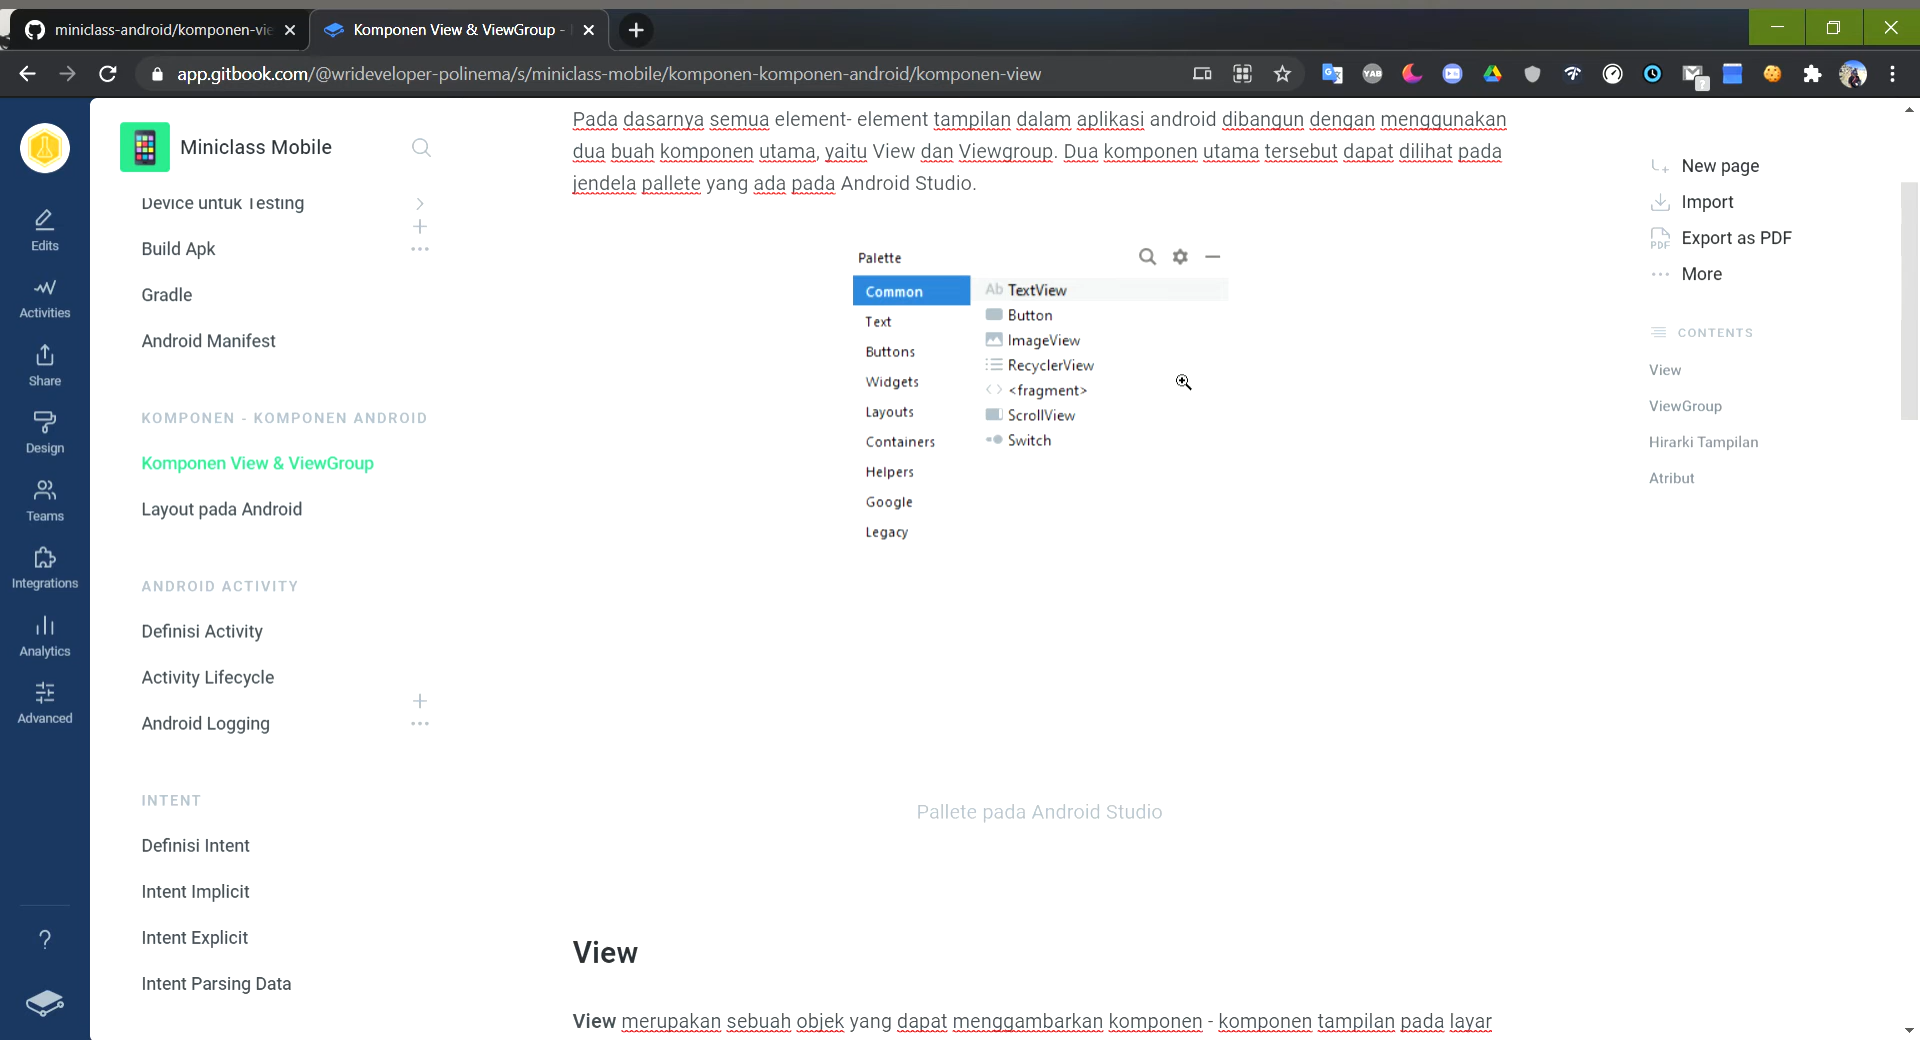 miniclass-android/komponen-vie
Komponen View & ViewGroup -
app.gitbook.com/@wrideveloper-polinema/s/miniclass-mobile/komponen-komponen-android/komponen-view
YAB
?
Edits
Activities
Share
Design
Teams
Integrations
Analytics
Advanced
?
Miniclass Mobile
Device untuk Testing
Build Apk
Gradle
Android Manifest
KOMPONEN - KOMPONEN ANDROID
Komponen View & ViewGroup
Layout pada Android
ANDROID ACTIVITY
Definisi Activity
Activity Lifecycle
Android Logging
INTENT
Definisi Intent
Intent Implicit
Intent Explicit
Intent Parsing Data
Pada dasarnya semua element- element tampilan dalam aplikasi android dibangun dengan menggunakan
dua buah komponen utama, yaitu View dan Viewgroup. Dua komponen utama tersebut dapat dilihat pada
jendela pallete yang ada pada Android Studio.
Palette
Common
Text
Buttons
Widgets
Layouts
Containers
Helpers
Google
Legacy
Ab TextView
Button
ImageView
RecyclerView
<> <fragment>
ScrollView
Switch
Pallete pada Android Studio
View
View merupakan sebuah objek yang dapat menggambarkan komponen - komponen tampilan pada layar
New page
Import
PDF Export as PDF
More
CONTENTS
View
ViewGroup
Hirarki Tampilan
Atribut